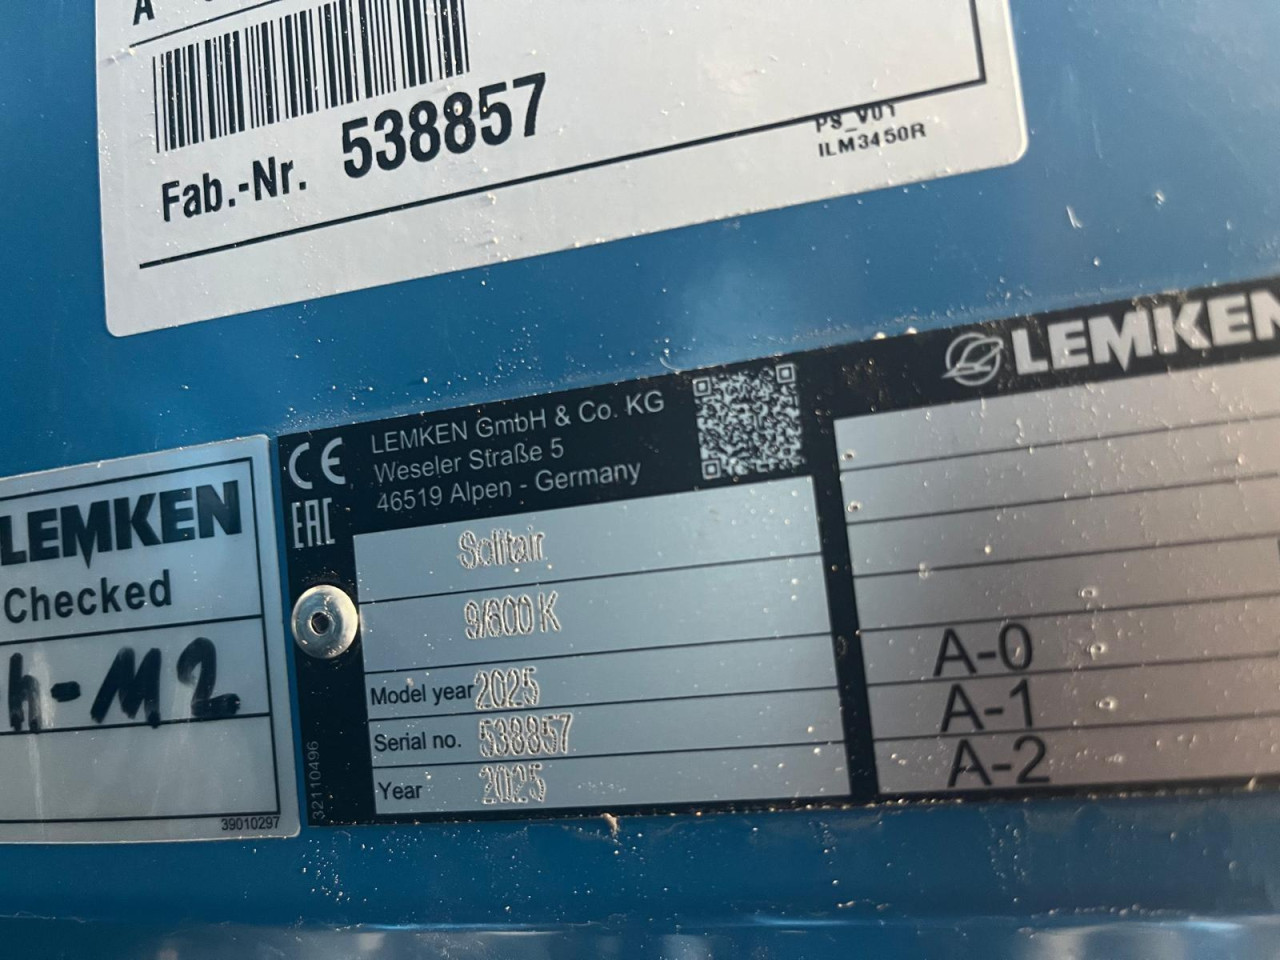 A
Fab.-Nr. 538857
PS_V01
ILM3450R
LEMKEN
Checked
h-M2
39010297
CE
EAC
LEMKEN GmbH & Co. KG
Weseler Straße 5
46519 Alpen - Germany
Solitair
9/600 K
Model year 2025
Serial no. 538857
Year 2025
32110496
LEMKEN
A-0
A-1
A-2